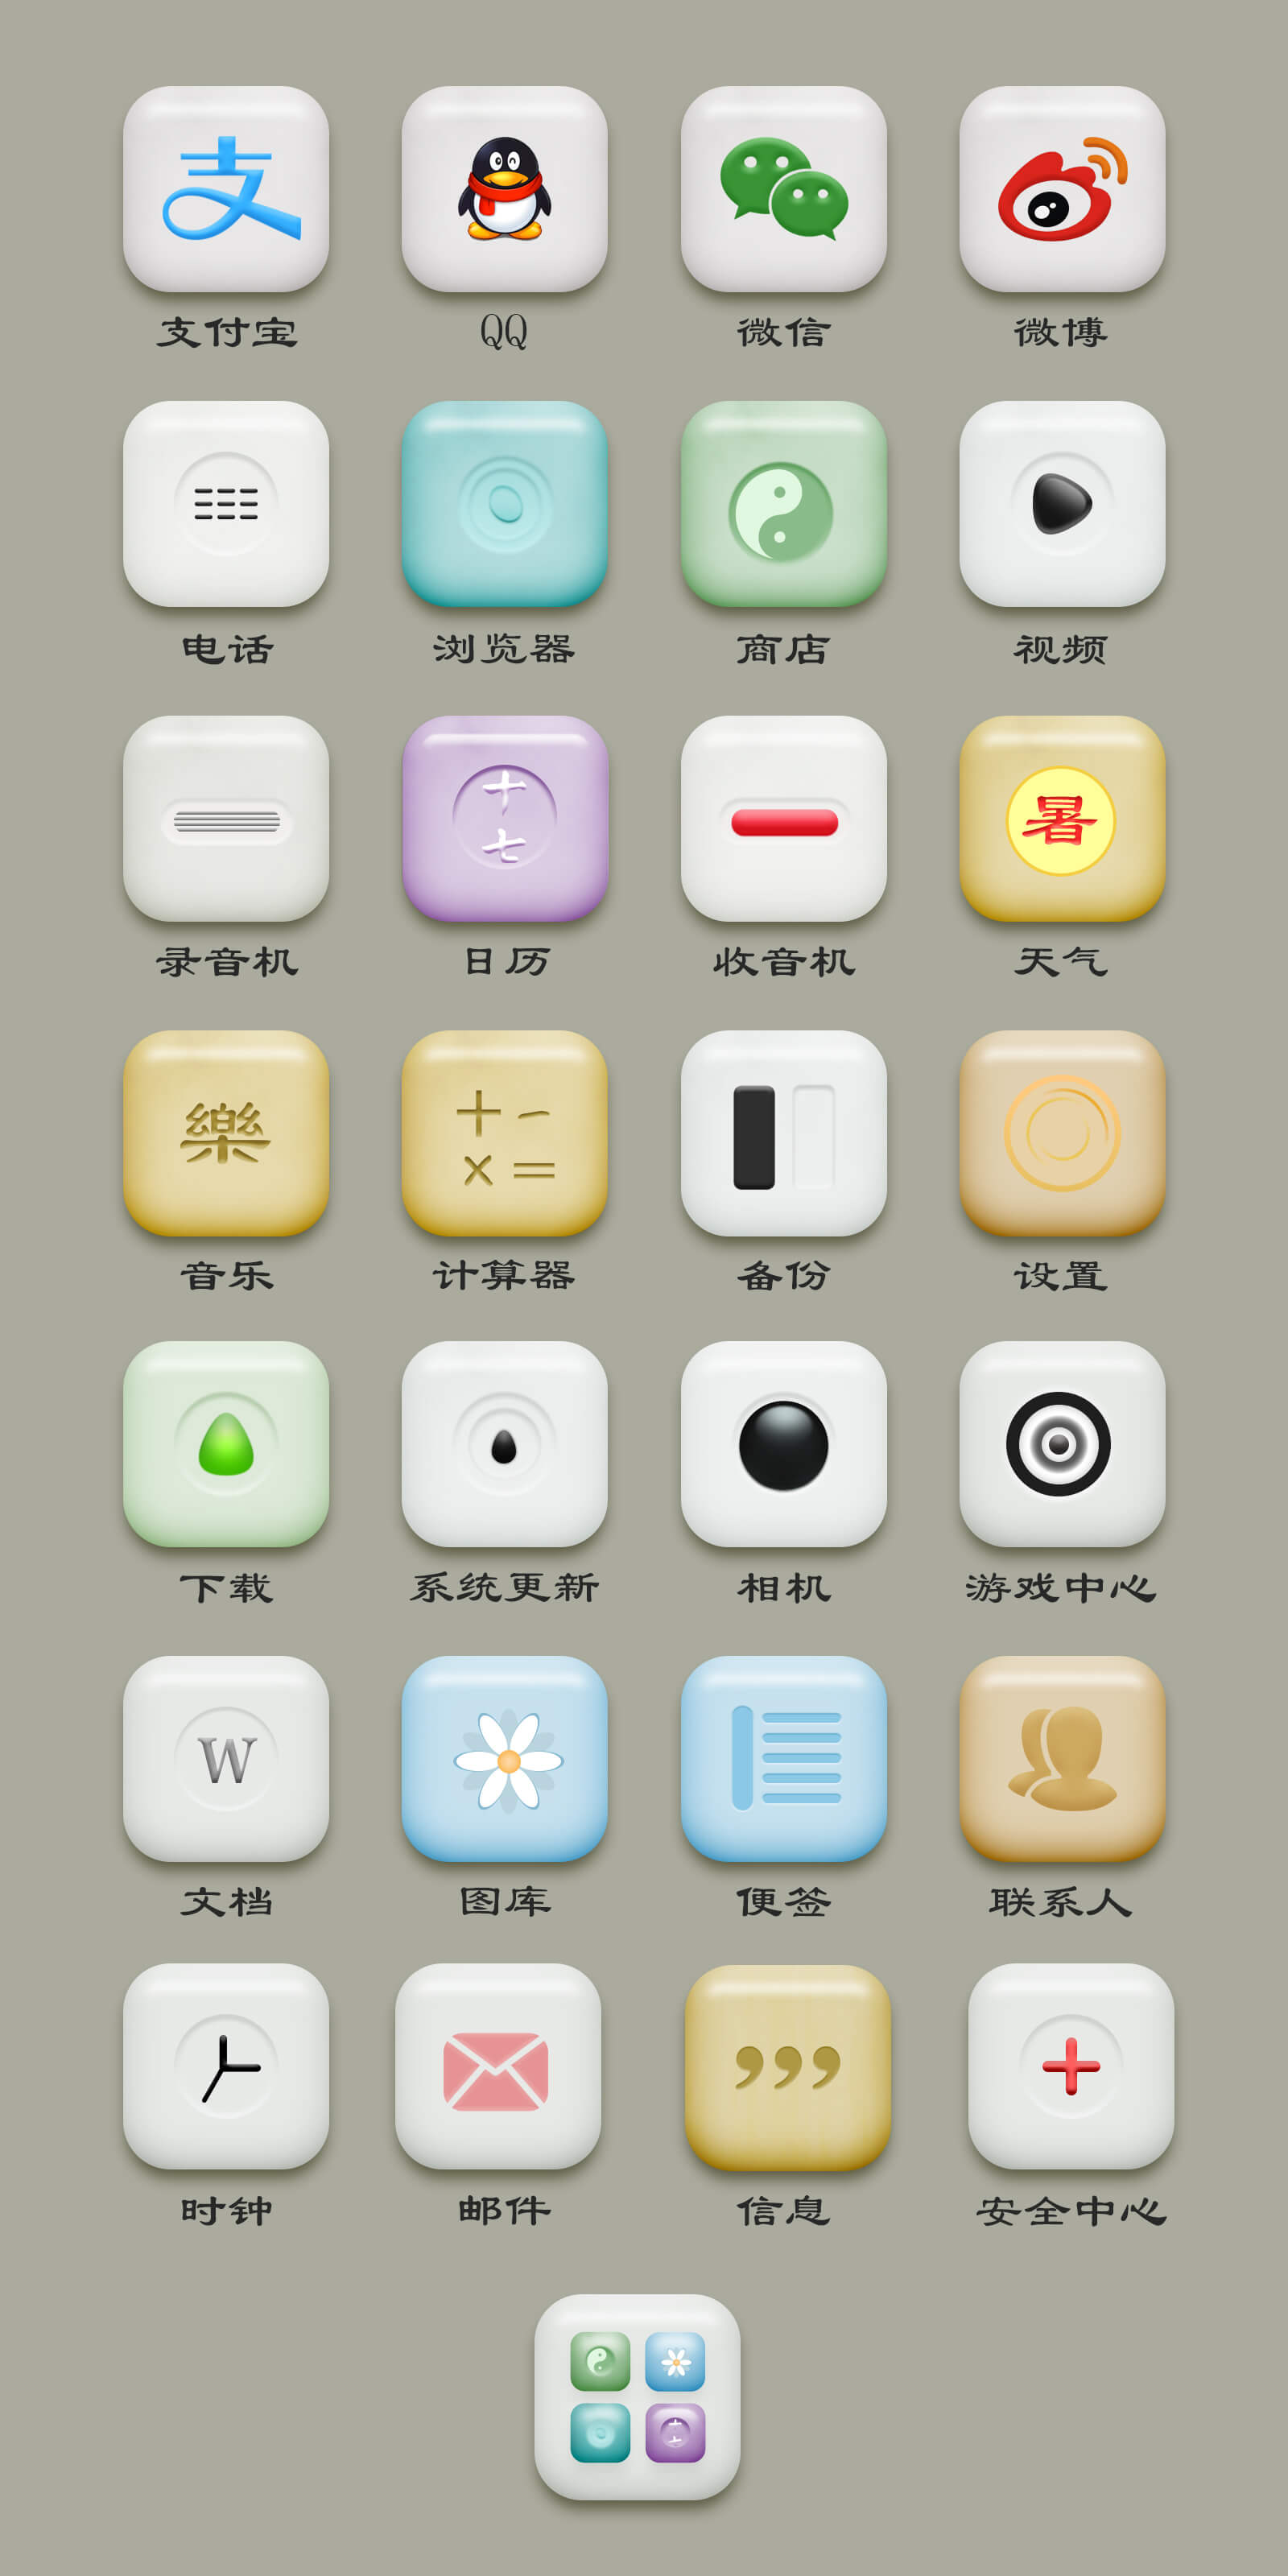 支
支付宝 QQ 微信 微博
电话 浏览器 商店 视频
十
七
暑
录音机 日历 收音机 天气
樂
+ -
× =
音乐 计算器 备份 设置
下载 系统更新 相机 游戏中心
W
文档 图库 便签 联系人
,,,
时钟 邮件 信息 安全中心
十
七